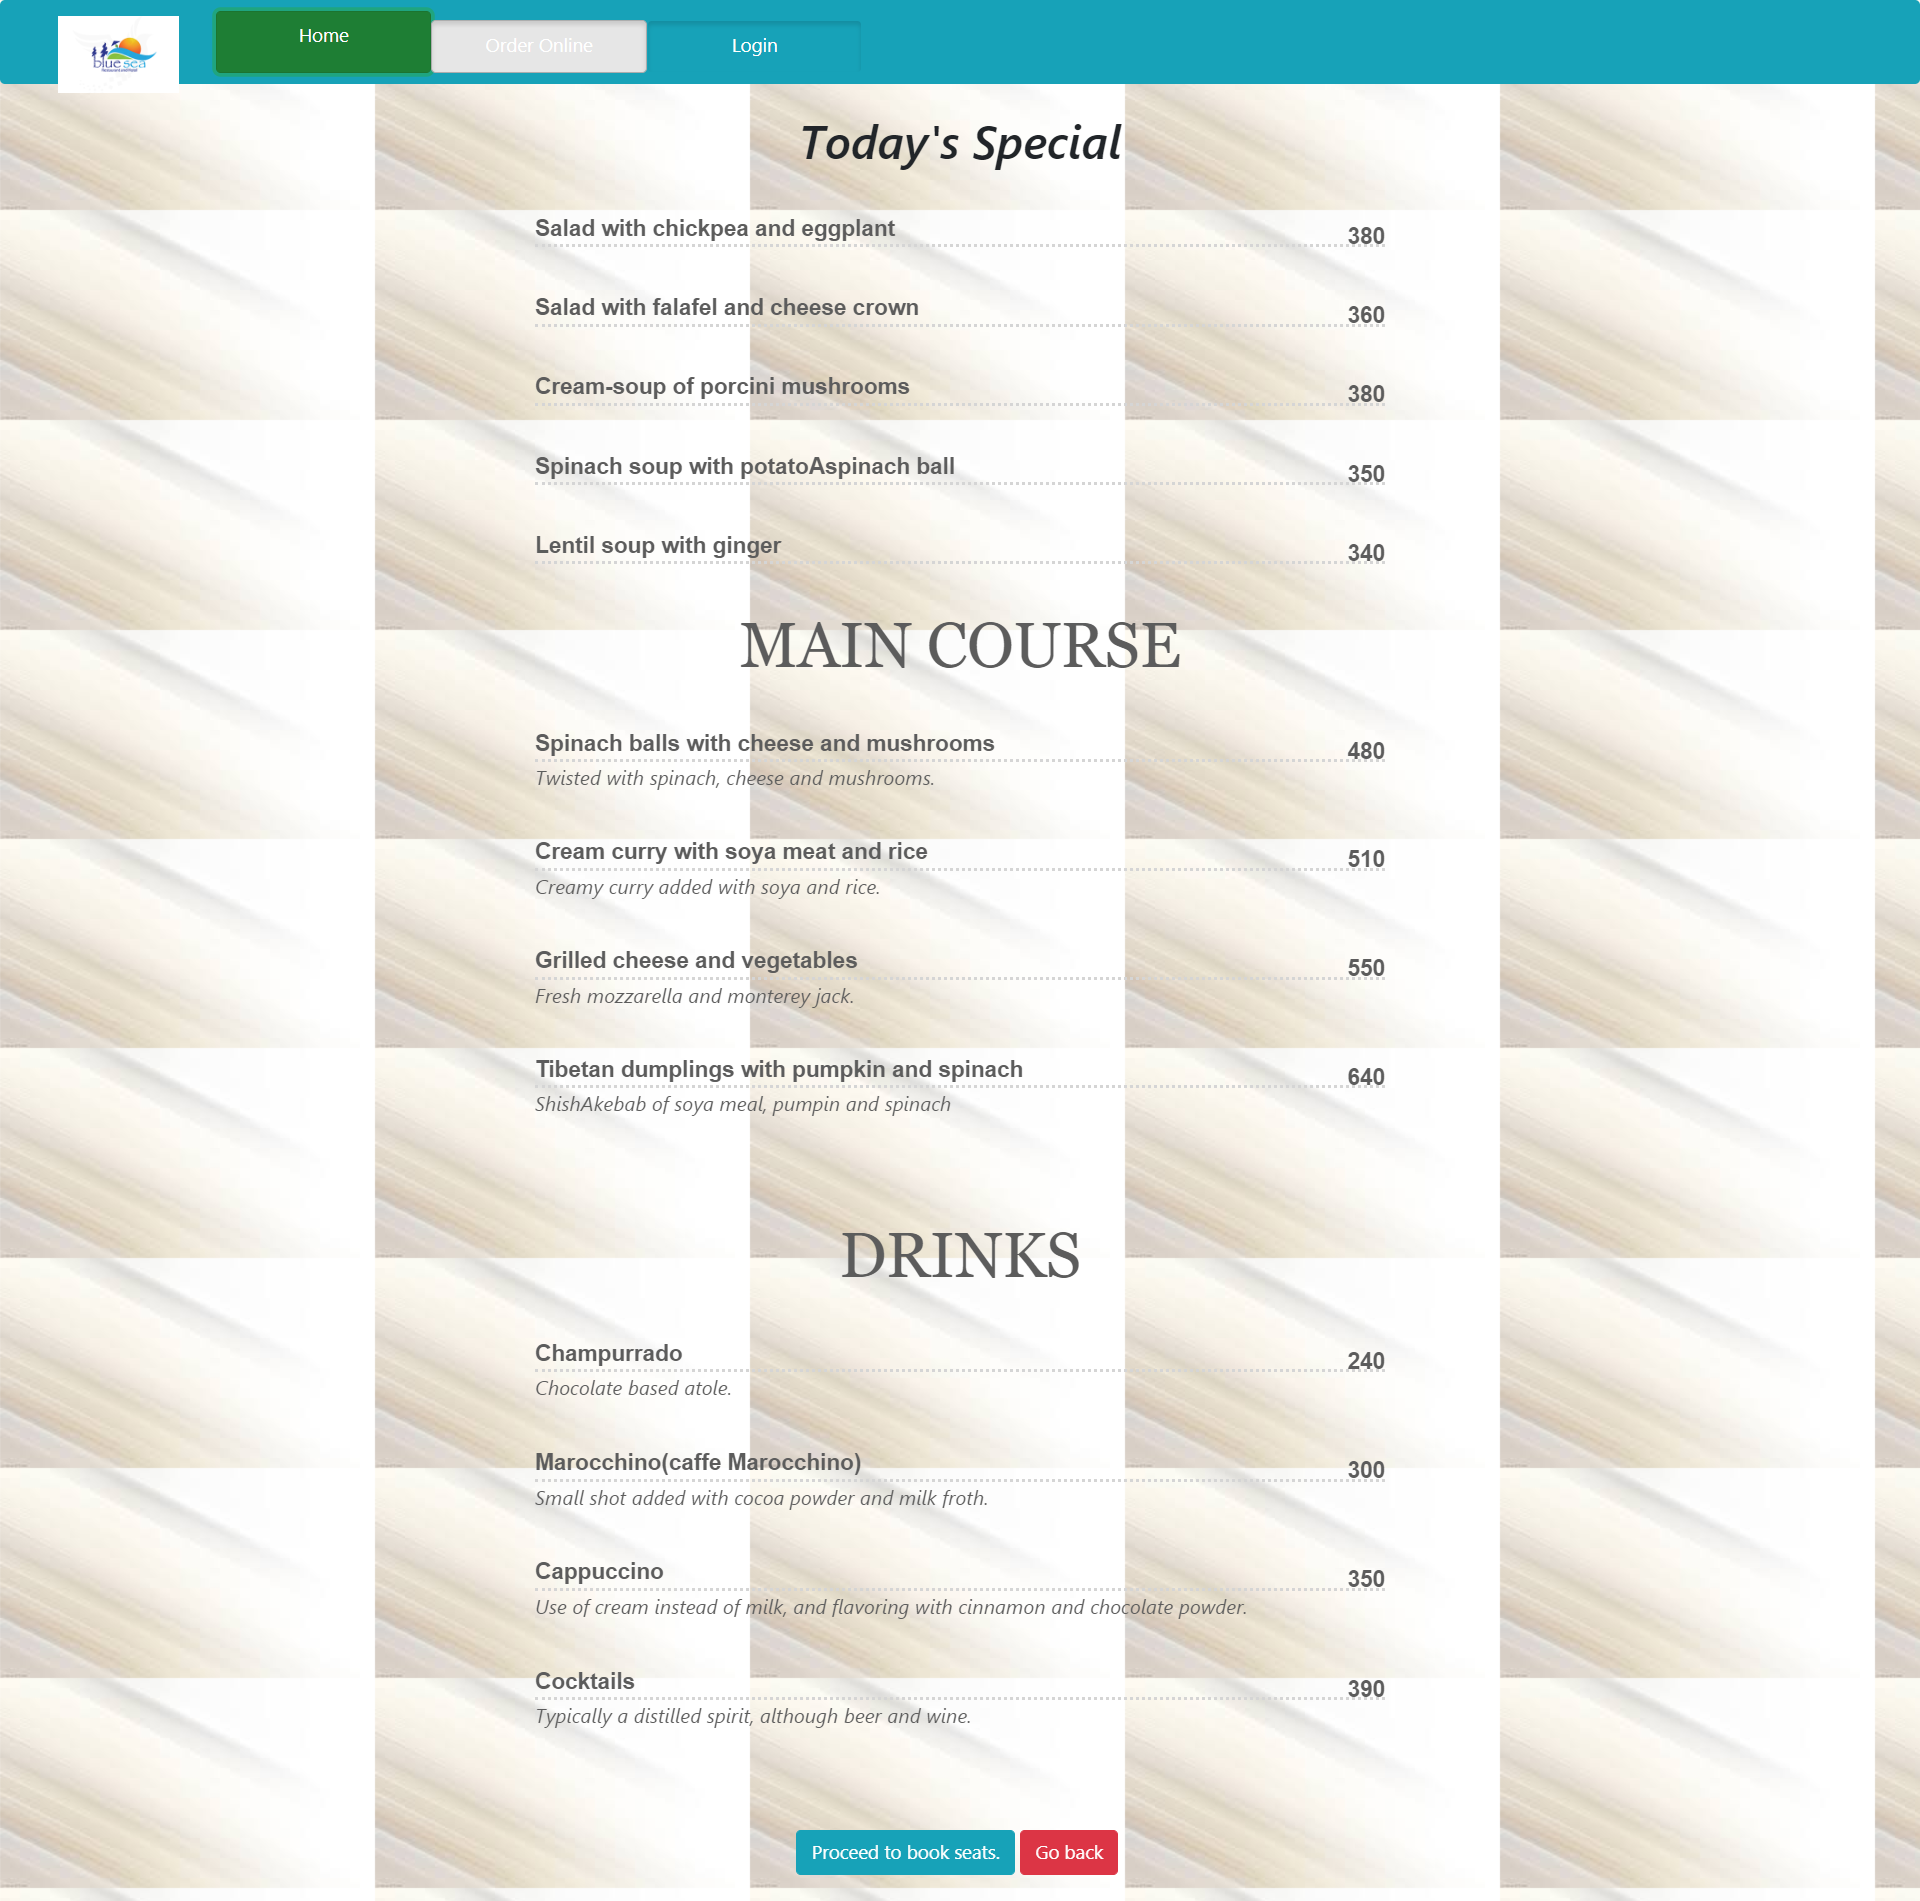 blue sea
Home
Order Online
Login
Today's Special
Salad with chickpea and eggplant 380
Salad with falafel and cheese crown 360
Cream-soup of porcini mushrooms 380
Spinach soup with potatoAspinach ball 350
Lentil soup with ginger 340
MAIN COURSE
Spinach balls with cheese and mushrooms 480
Twisted with spinach, cheese and mushrooms.
Cream curry with soya meat and rice 510
Creamy curry added with soya and rice.
Grilled cheese and vegetables 550
Fresh mozzarella and monterey jack.
Tibetan dumplings with pumpkin and spinach 640
ShishAkebab of soya meal, pumpin and spinach
DRINKS
Champurrado 240
Chocolate based atole.
Marocchino(caffe Marocchino) 300
Small shot added with cocoa powder and milk froth.
Cappuccino 350
Use of cream instead of milk, and flavoring with cinnamon and chocolate powder.
Cocktails 390
Typically a distilled spirit, although beer and wine.
Proceed to book seats.
Go back